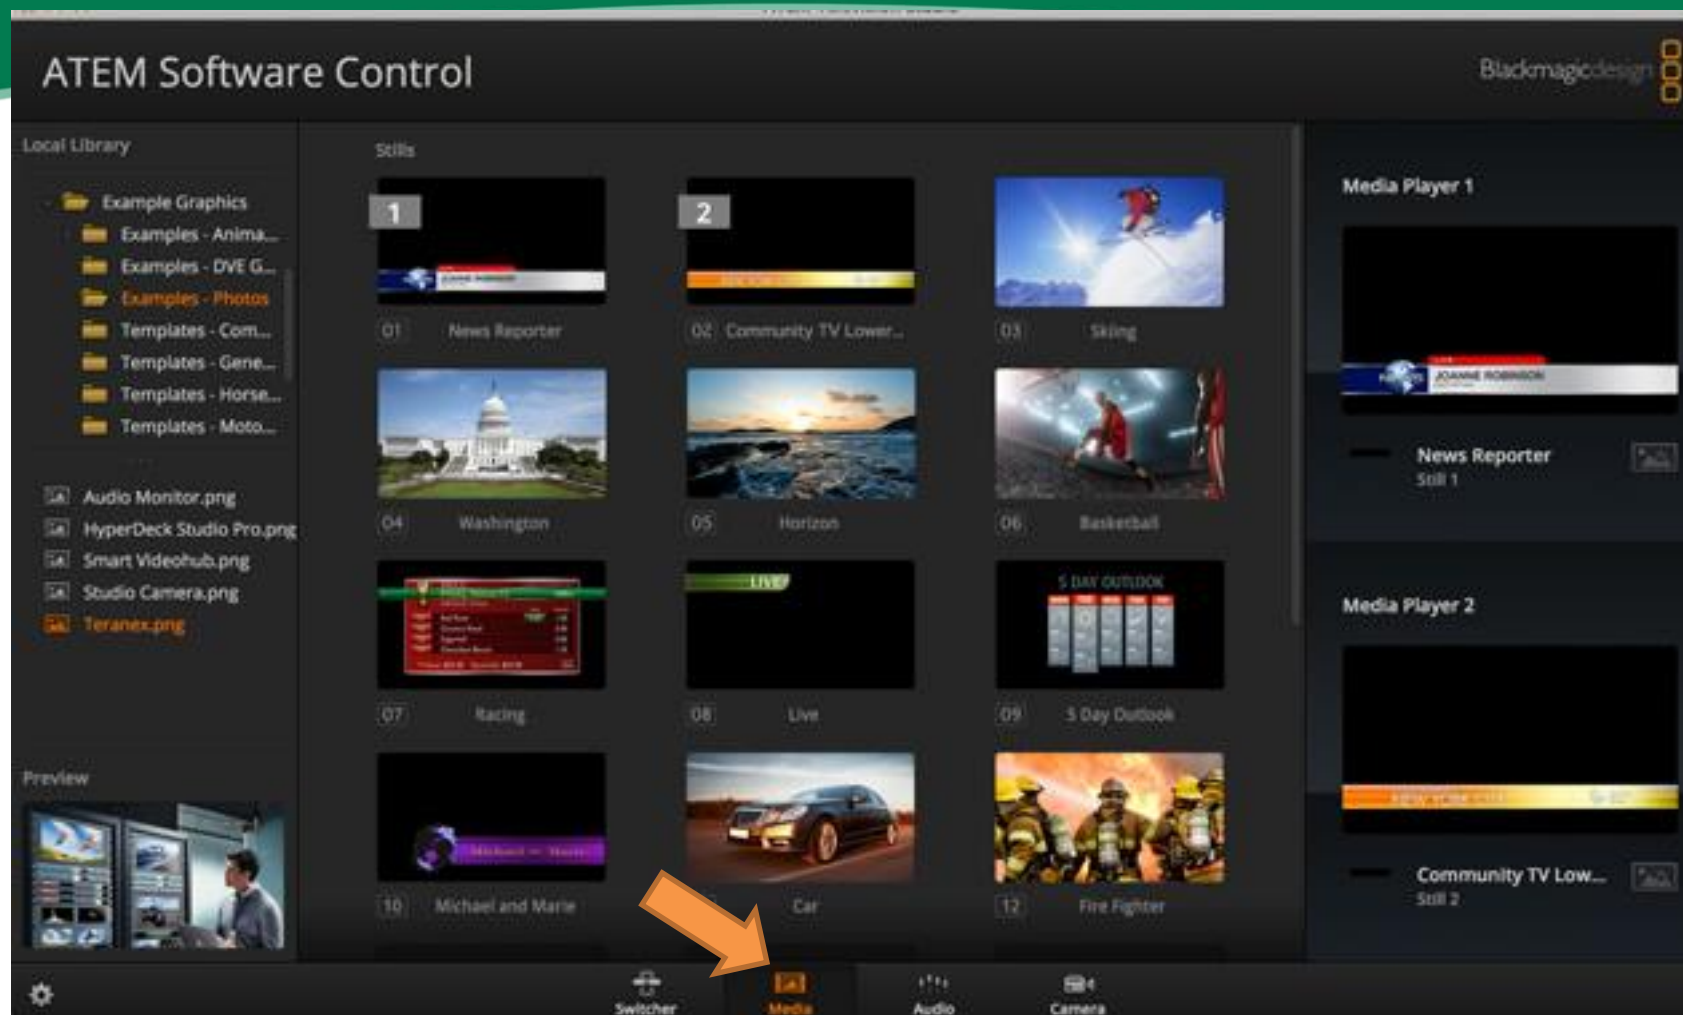 ATEM Software Control
Blackmagicdesign
Local Library
Example Graphics
Examples - Anima...
Examples - DVE G...
Examples - Photos
Templates - Com...
Templates - Gene...
Templates - Horse...
Templates - Moto...
Audio Monitor.png
HyperDeck Studio Pro.png
Smart Videohub.png
Studio Camera.png
Teranex.png
Preview
Stills
1
2
JOANNE ROBINSON
01 News Reporter
02 Community TV Lower...
03 Skiing
04 Washington
05 Horizon
06 Basketball
LIVE
5 DAY OUTLOOK
07 Racing
08 Live
09 5 Day Outlook
10 Michael and Marie
Car
12 Fire Fighter
Media Player 1
JOANNE ROBINSON
News Reporter
Still 1
Media Player 2
Community TV Low...
Still 2
Switcher
Media
Audio
Camera